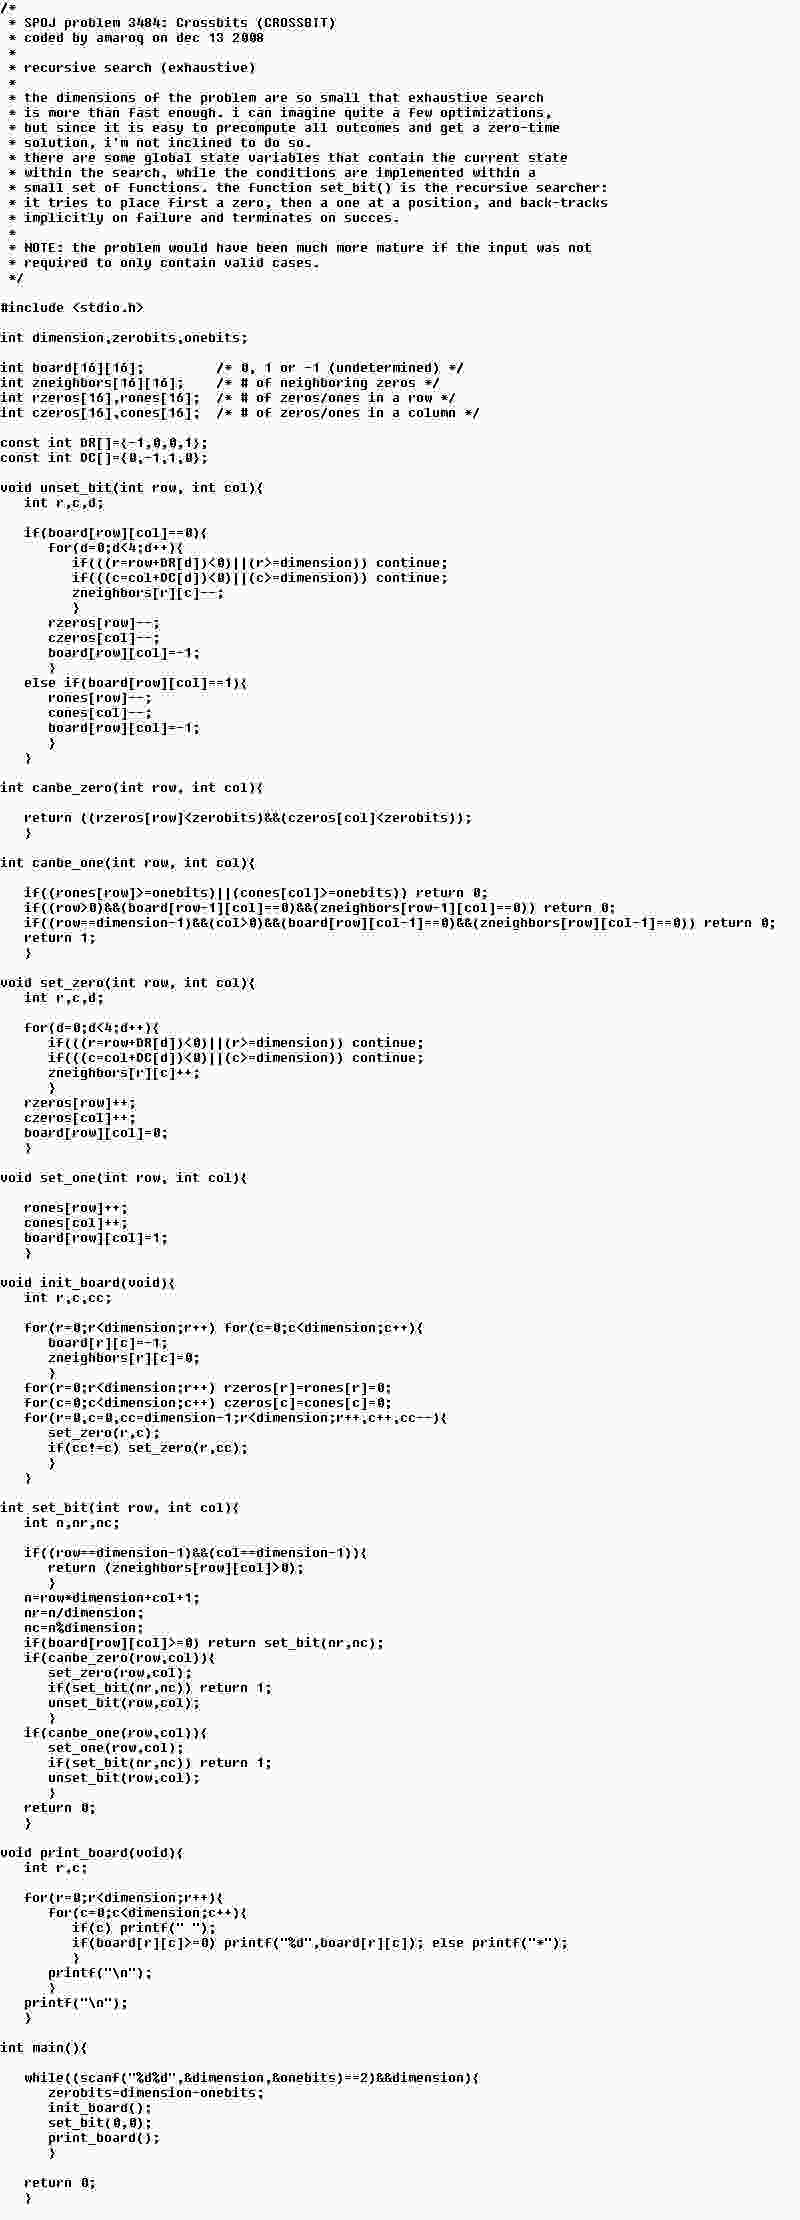 /*
 * SPOJ problem 3484: Crossbits (CROSSBIT)
 * coded by amaroq on dec 13 2008
 *
 * recursive search (exhaustive)
 *
 * the dimensions of the problem are so small that exhaustive search
 * is more than fast enough. i can imagine quite a few optimizations,
 * but since it is easy to precompute all outcomes and get a zero-time
 * solution, i'm not inclined to do so.
 * there are some global state variables that contain the current state
 * within the search, while the conditions are implemented within a
 * small set of functions. the function set_bit() is the recursive searcher:
 * it tries to place first a zero, then a one at a position, and back-tracks
 * implicitly on failure and terminates on succes.
 *
 * NOTE: the problem would have been much more mature if the input was not
 * required to only contain valid cases.
 */

#include <stdio.h>

int dimension,zerobits,onebits;

int board[16][16];         /* 0, 1 or -1 (undetermined) */
int zneighbors[16][16];    /* # of neighboring zeros */
int rzeros[16],rones[16];  /* # of zeros/ones in a row */
int czeros[16],cones[16];  /* # of zeros/ones in a column */

const int DR[]={-1,0,0,1};
const int DC[]={0,-1,1,0};

void unset_bit(int row, int col){
   int r,c,d;

   if(board[row][col]==0){
      for(d=0;d<4;d++){
         if(((r=row+DR[d])<0)||(r>=dimension)) continue;
         if(((c=col+DC[d])<0)||(c>=dimension)) continue;
         zneighbors[r][c]--;
         }
      rzeros[row]--;
      czeros[col]--;
      board[row][col]=-1;
      }
   else if(board[row][col]==1){
      rones[row]--;
      cones[col]--;
      board[row][col]=-1;
      }
   }

int canbe_zero(int row, int col){

   return ((rzeros[row]<zerobits)&&(czeros[col]<zerobits));
   }

int canbe_one(int row, int col){

   if((rones[row]>=onebits)||(cones[col]>=onebits)) return 0;
   if((row>0)&&(board[row-1][col]==0)&&(zneighbors[row-1][col]==0)) return 0;
   if((row==dimension-1)&&(col>0)&&(board[row][col-1]==0)&&(zneighbors[row][col-1]==0)) return 0;
   return 1;
   }

void set_zero(int row, int col){
   int r,c,d;

   for(d=0;d<4;d++){
      if(((r=row+DR[d])<0)||(r>=dimension)) continue;
      if(((c=col+DC[d])<0)||(c>=dimension)) continue;
      zneighbors[r][c]++;
      }
   rzeros[row]++;
   czeros[col]++;
   board[row][col]=0;
   }

void set_one(int row, int col){

   rones[row]++;
   cones[col]++;
   board[row][col]=1;
   }

void init_board(void){
   int r,c,cc;

   for(r=0;r<dimension;r++) for(c=0;c<dimension;c++){
      board[r][c]=-1;
      zneighbors[r][c]=0;
      }
   for(r=0;r<dimension;r++) rzeros[r]=rones[r]=0;
   for(c=0;c<dimension;c++) czeros[c]=cones[c]=0;
   for(r=0,c=0,cc=dimension-1;r<dimension;r++,c++,cc--){
      set_zero(r,c);
      if(cc!=c) set_zero(r,cc);
      }
   }

int set_bit(int row, int col){
   int n,nr,nc;

   if((row==dimension-1)&&(col==dimension-1)){
      return (zneighbors[row][col]>0);
      }
   n=row*dimension+col+1;
   nr=n/dimension;
   nc=n%dimension;
   if(board[row][col]>=0) return set_bit(nr,nc);
   if(canbe_zero(row,col)){
      set_zero(row,col);
      if(set_bit(nr,nc)) return 1;
      unset_bit(row,col);
      }
   if(canbe_one(row,col)){
      set_one(row,col);
      if(set_bit(nr,nc)) return 1;
      unset_bit(row,col);
      }
   return 0;
   }

void print_board(void){
   int r,c;

   for(r=0;r<dimension;r++){
      for(c=0;c<dimension;c++){
         if(c) printf(" ");
         if(board[r][c]>=0) printf("%d",board[r][c]); else printf("*");
         }
      printf("\n");
      }
   printf("\n");
   }

int main(){

   while((scanf("%d%d",&dimension,&onebits)==2)&&dimension){
      zerobits=dimension-onebits;
      init_board();
      set_bit(0,0);
      print_board();
      }

   return 0;
   }